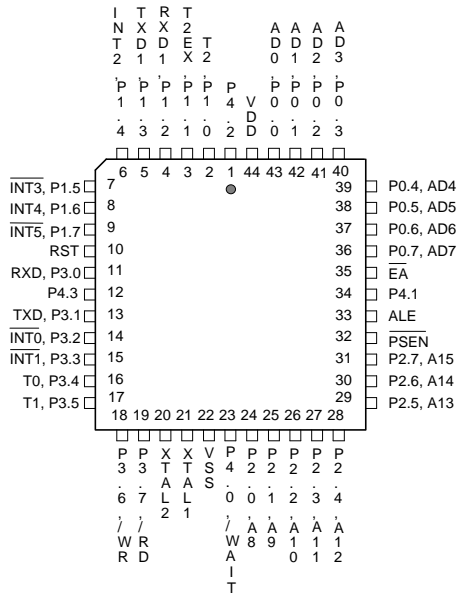 INT2, P1.4
TXD1, P1.3
RXD1, P1.2
T2EX, P1.1
T2, P1.0
P4.2
VDD
AD0, P0.0
AD1, P0.1
AD2, P0.2
AD3, P0.3
6 5 4 3 2 1 44 43 42 41 40
INT3, P1.5 7
INT4, P1.6 8
INT5, P1.7 9
RST 10
RXD, P3.0 11
P4.3 12
TXD, P3.1 13
INT0, P3.2 14
INT1, P3.3 15
T0, P3.4 16
T1, P3.5 17
39 P0.4, AD4
38 P0.5, AD5
37 P0.6, AD6
36 P0.7, AD7
35 EA
34 P4.1
33 ALE
32 PSEN
31 P2.7, A15
30 P2.6, A14
29 P2.5, A13
18 19 20 21 22 23 24 25 26 27 28
P3.6, /WR
P3.7, /RD
XTAL2
XTAL1
VSS
P4.0, /WAIT
P2.0, A8
P2.1, A9
P2.2, A10
P2.3, A11
P2.4, A12